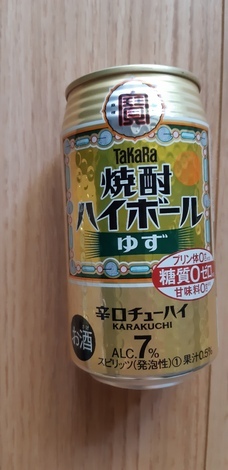 寳
TaKaRa
焼酎
ハイボール
ゆず
プリン体0
糖質0ゼロ
甘味料0
辛口チューハイ
KARAKUCHI
お酒
ALC.7%
スピリッツ(発泡性)① 果汁0.5%